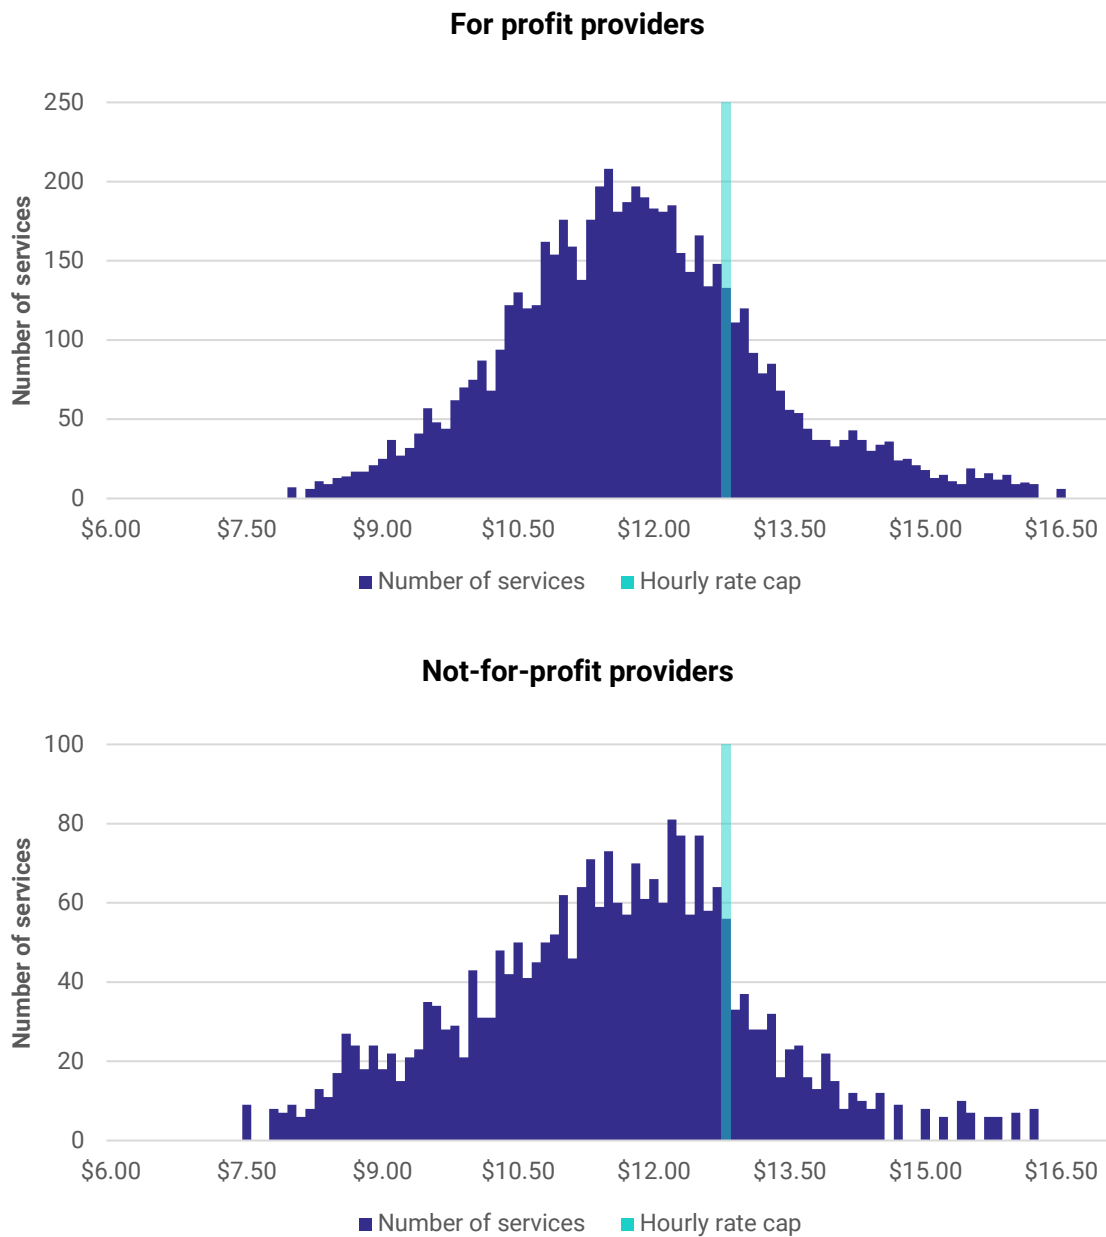 For profit providers
250
200
150
100
50
0
Number of services
$6.00 $7.50 $9.00 $10.50 $12.00 $13.50 $15.00 $16.50
Number of services Hourly rate cap
Not-for-profit providers
100
80
60
40
20
0
Number of services
$6.00 $7.50 $9.00 $10.50 $12.00 $13.50 $15.00 $16.50
Number of services Hourly rate cap